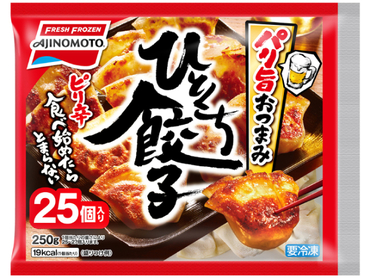 FRESH FROZEN
AJINOMOTO
パリ旨おつまみ
ひとくち餃子
ピリ辛
食べ始めたら
とまらない
25個入り
250g
19kcal
要冷凍